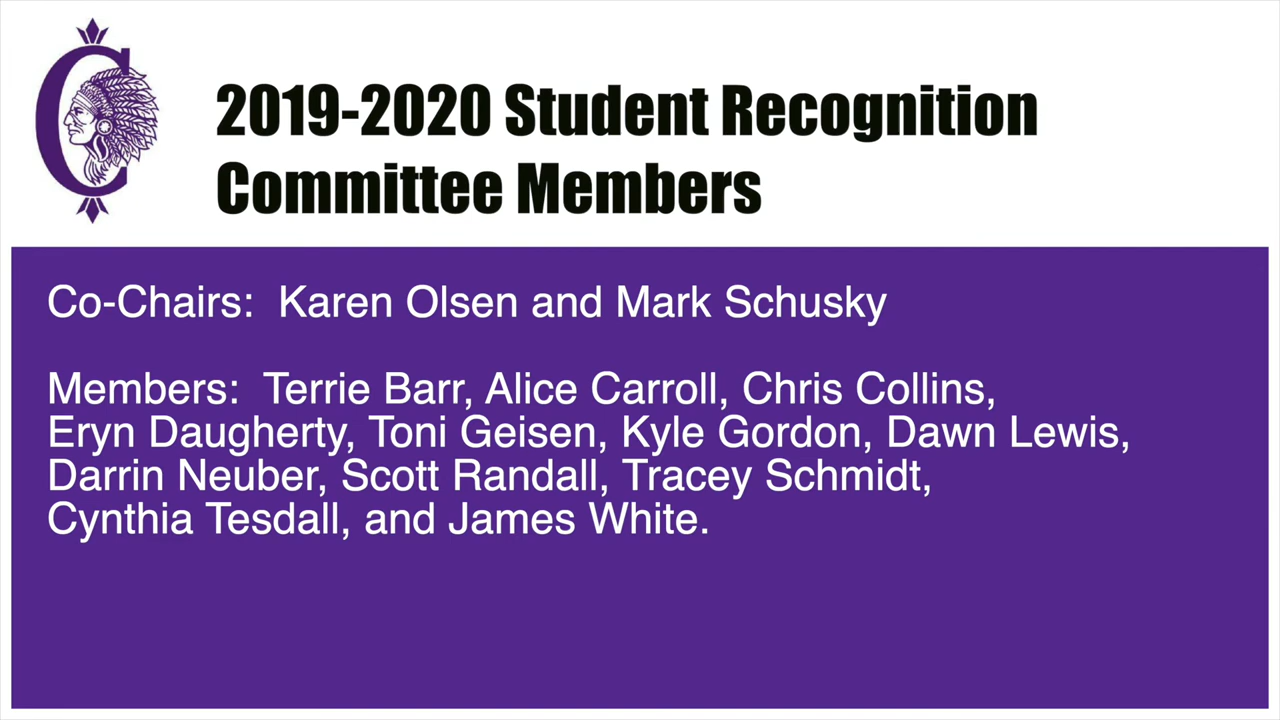 2019-2020 Student Recognition
Committee Members
Co-Chairs:  Karen Olsen and Mark Schusky
Members:  Terrie Barr, Alice Carroll, Chris Collins,
Eryn Daugherty, Toni Geisen, Kyle Gordon, Dawn Lewis,
Darrin Neuber, Scott Randall, Tracey Schmidt,
Cynthia Tesdall, and James White.